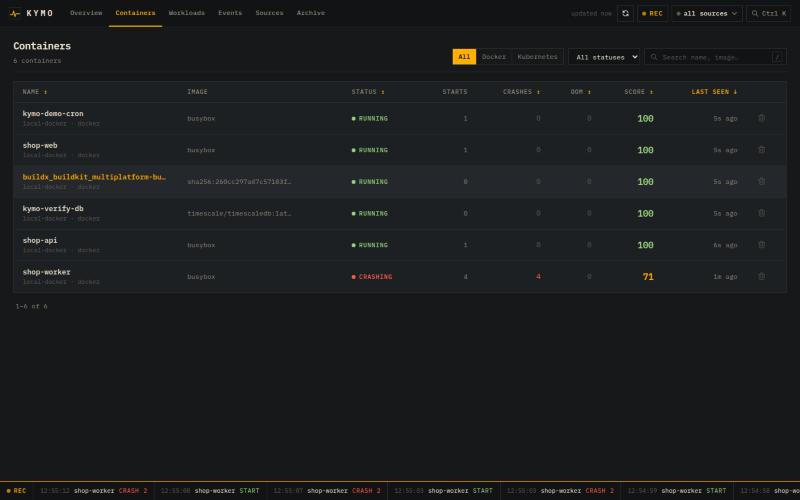 KYMO Overview Containers Workloads Events Sources Archive updated now REC all sources Ctrl K
Containers
6 containers
All Docker Kubernetes All statuses Search name, image… /
NAME IMAGE STATUS STARTS CRASHES OOM SCORE LAST SEEN
kymo-demo-cron busybox RUNNING 1 0 0 100 5s ago
local-docker · docker
shop-web busybox RUNNING 1 0 0 100 5s ago
local-docker · docker
buildx_buildkit_multiplatform-bu… sha256:260cc297ad7c57183f… RUNNING 0 0 0 100 5s ago
local-docker · docker
kymo-verify-db timescale/timescaledb:lat… RUNNING 0 0 0 100 5s ago
local-docker · docker
shop-api busybox RUNNING 1 0 0 100 6s ago
local-docker · docker
shop-worker busybox CRASHING 4 4 0 71 1m ago
local-docker · docker
1–6 of 6
REC 12:55:12 shop-worker CRASH 2 12:55:08 shop-worker START 12:55:07 shop-worker CRASH 2 12:55:03 shop-worker START 12:55:03 shop-worker CRASH 2 12:54:59 shop-worker START 12:54:58